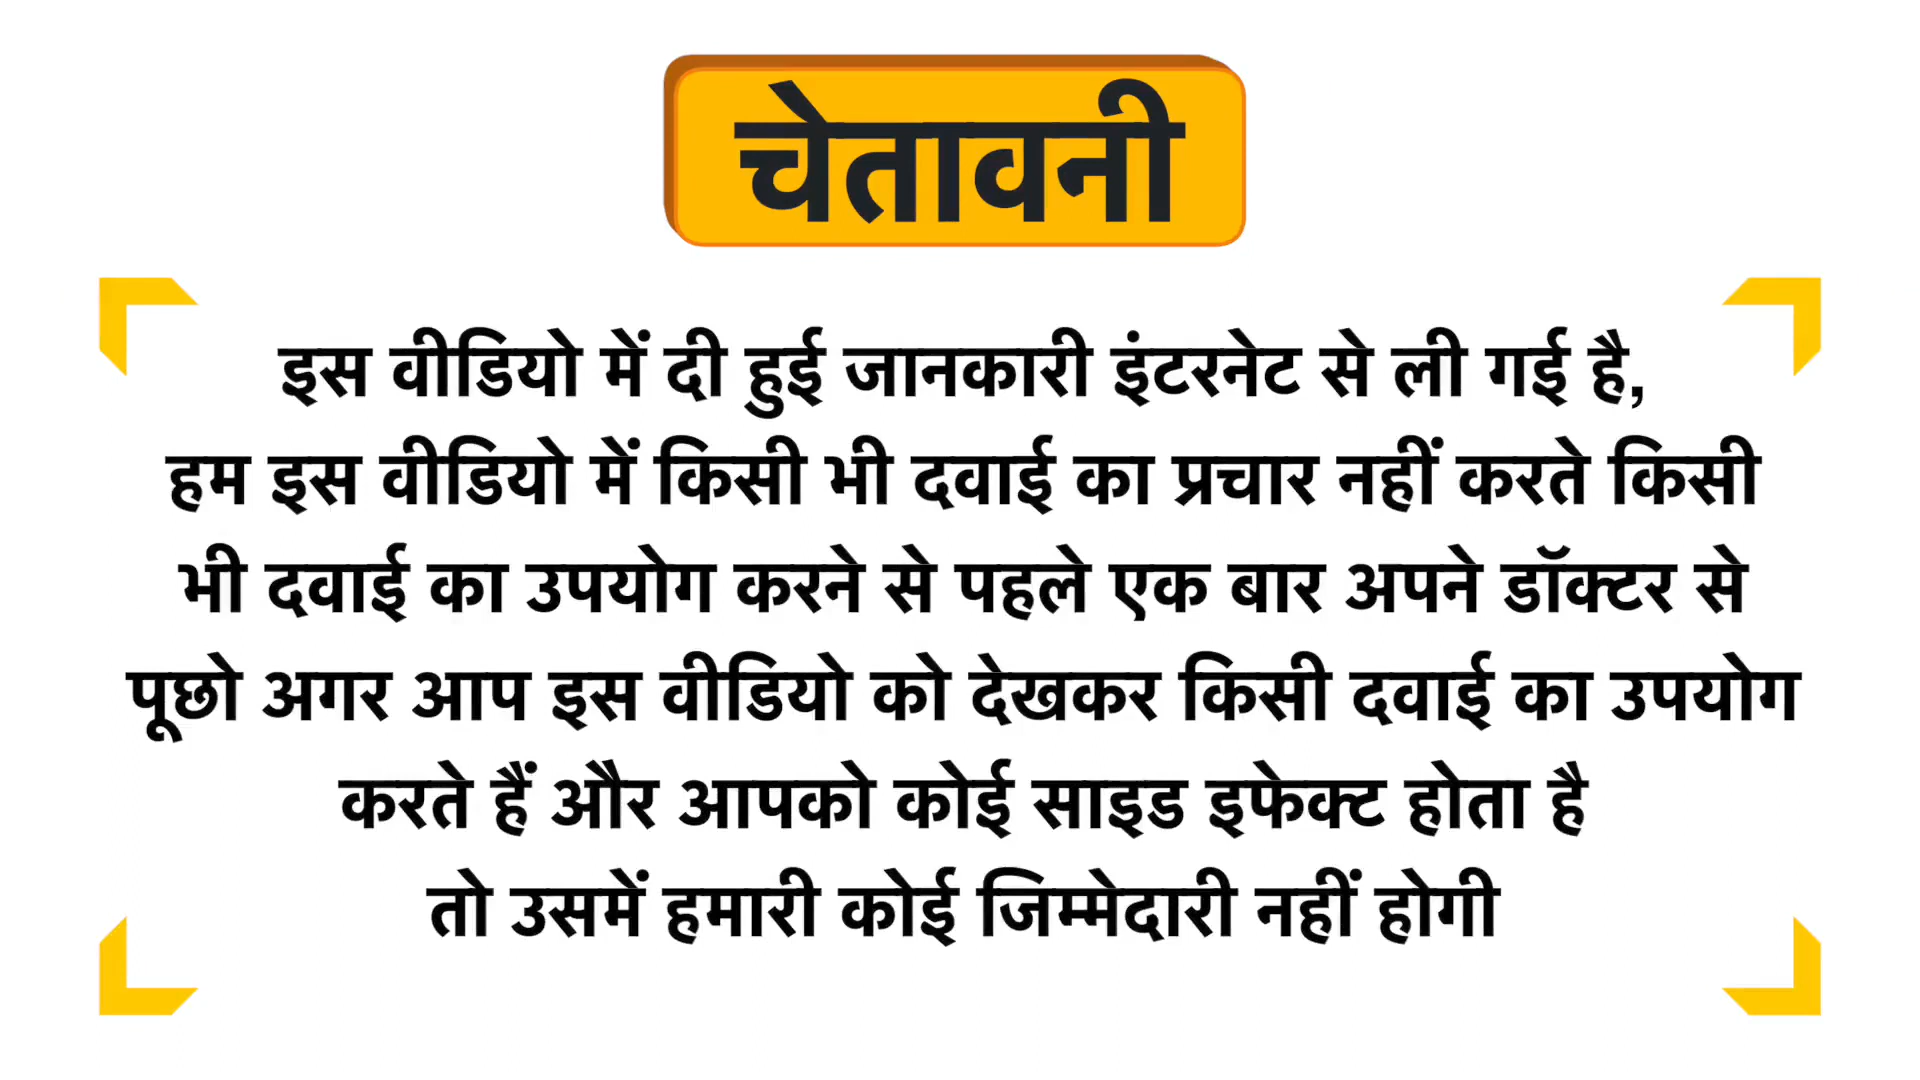 चेतावनी
इस वीडियो में दी हुई जानकारी इंटरनेट से ली गई है,
हम इस वीडियो में किसी भी दवाई का प्रचार नहीं करते किसी
भी दवाई का उपयोग करने से पहले एक बार अपने डॉक्टर से
पूछो अगर आप इस वीडियो को देखकर किसी दवाई का उपयोग
करते हैं और आपको कोई साइड इफेक्ट होता है
तो उसमें हमारी कोई जिम्मेदारी नहीं होगी